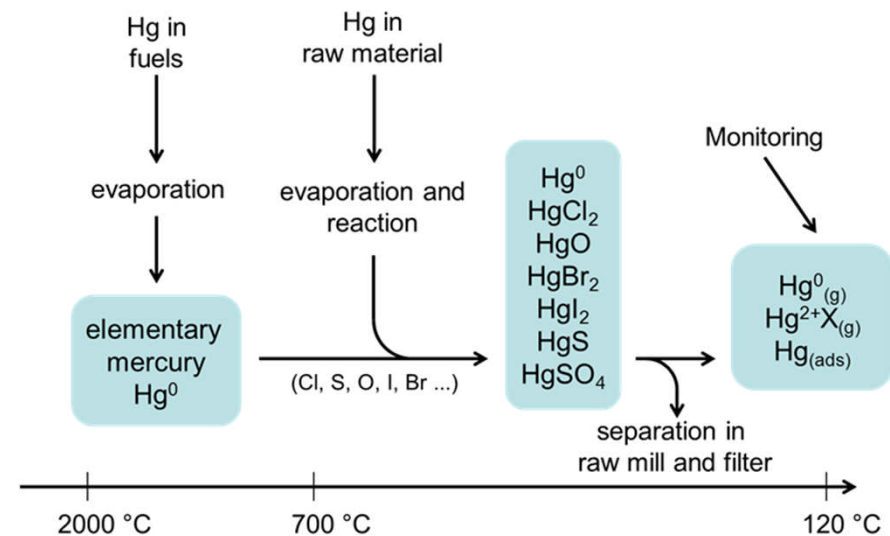 Hg in
fuels
Hg in
raw material
Monitoring
evaporation
evaporation and
reaction
elementary
mercury
Hg⁰
(Cl, S, O, I, Br ...)
Hg⁰
HgCl₂
HgO
HgBr₂
HgI₂
HgS
HgSO₄
Hg⁰(g)
Hg²⁺X(g)
Hg(ads)
separation in
raw mill and filter
2000 °C
700 °C
120 °C